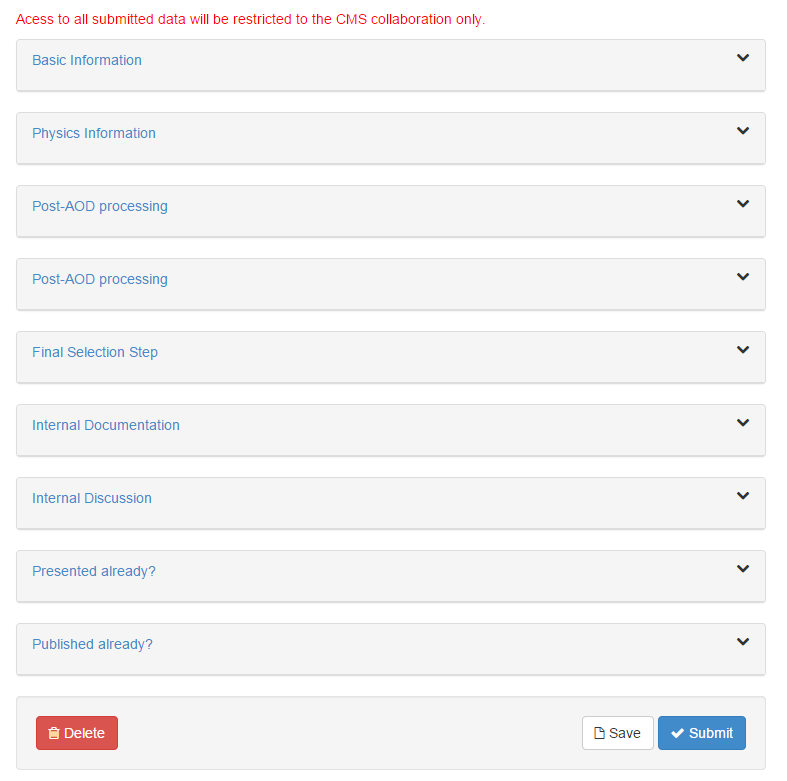 Acess to all submitted data will be restricted to the CMS collaboration only.
Basic Information
Physics Information
Post-AOD processing
Post-AOD processing
Final Selection Step
Internal Documentation
Internal Discussion
Presented already?
Published already?
Delete Save Submit